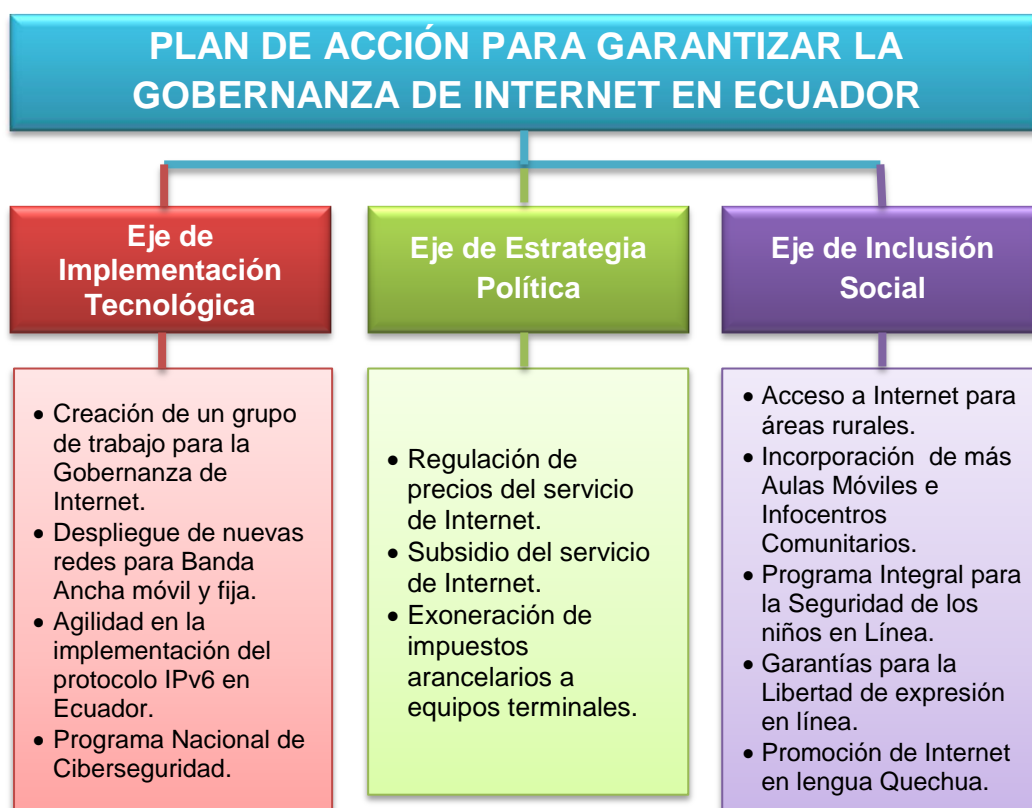 PLAN DE ACCIÓN PARA GARANTIZAR LA
GOBERNANZA DE INTERNET EN ECUADOR
Eje de
Implementación
Tecnológica
• Creación de un grupo
de trabajo para la
Gobernanza de
Internet.
• Despliegue de nuevas
redes para Banda
Ancha móvil y fija.
• Agilidad en la
implementación del
protocolo IPv6 en
Ecuador.
• Programa Nacional de
Ciberseguridad.
Eje de Estrategia
Política
• Regulación de
precios del servicio
de Internet.
• Subsidio del servicio
de Internet.
• Exoneración de
impuestos
arancelarios a
equipos terminales.
Eje de Inclusión
Social
• Acceso a Internet para
áreas rurales.
• Incorporación de más
Aulas Móviles e
Infocentros
Comunitarios.
• Programa Integral para
la Seguridad de los
niños en Línea.
• Garantías para la
Libertad de expresión
en línea.
• Promoción de Internet
en lengua Quechua.